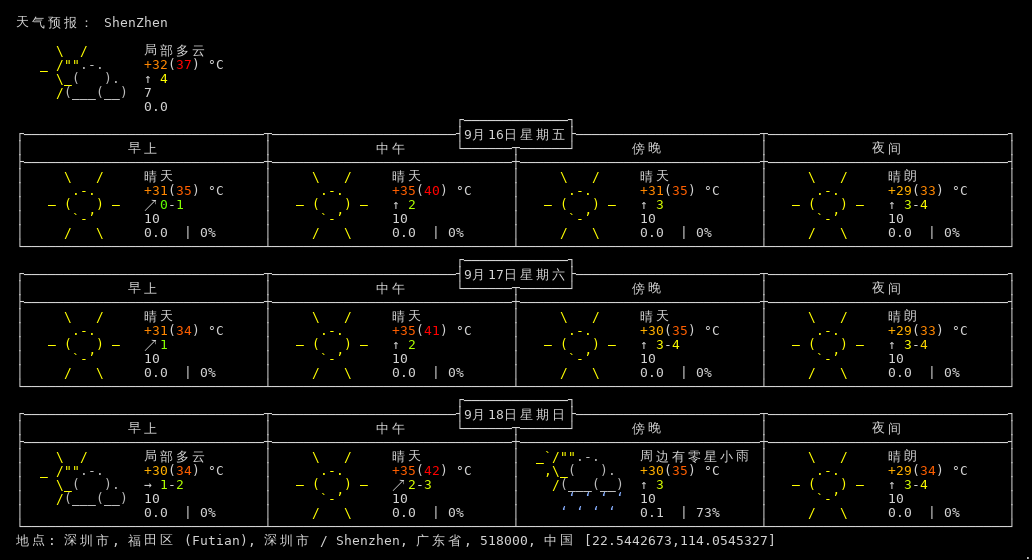 天气预报： ShenZhen
局部多云
+32(37) °C
↑ 4
7
0.0
9月16日星期五
早上 中午 傍晚 夜间
晴天 晴天 晴天 晴朗
+31(35) °C +35(40) °C +31(35) °C +29(33) °C
↗ 0-1 ↑ 2 ↑ 3 ↑ 3-4
10 10 10 10
0.0 | 0% 0.0 | 0% 0.0 | 0% 0.0 | 0%
9月17日星期六
早上 中午 傍晚 夜间
晴天 晴天 晴天 晴朗
+31(34) °C +35(41) °C +30(35) °C +29(33) °C
↗ 1 ↑ 2 ↑ 3-4 ↑ 3-4
10 10 10 10
0.0 | 0% 0.0 | 0% 0.0 | 0% 0.0 | 0%
9月18日星期日
早上 中午 傍晚 夜间
局部多云 晴天 周边有零星小雨 晴朗
+30(34) °C +35(42) °C +30(35) °C +29(34) °C
→ 1-2 ↗ 2-3 ↑ 3 ↑ 3-4
10 10 10 10
0.0 | 0% 0.0 | 0% 0.1 | 73% 0.0 | 0%
地点: 深圳市, 福田区 (Futian), 深圳市 / Shenzhen, 广东省, 518000, 中国 [22.5442673,114.0545327]